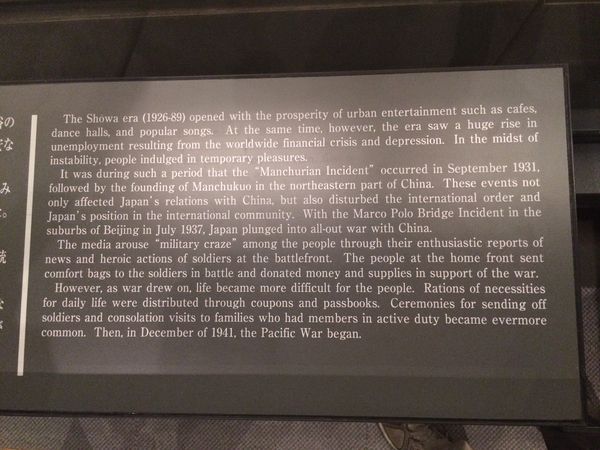 The Showa era (1926-89) opened with the prosperity of urban entertainment such as cafes,
dance halls, and popular songs. At the same time, however, the era saw a huge rise in
unemployment resulting from the worldwide financial crisis and depression. In the midst of
instability, people indulged in temporary pleasures.
It was during such a period that the “Manchurian Incident” occurred in September 1931,
followed by the founding of Manchukuo in the northeastern part of China. These events not
only affected Japan's relations with China, but also disturbed the international order and
Japan's position in the international community. With the Marco Polo Bridge Incident in the
suburbs of Beijing in July 1937, Japan plunged into all-out war with China.
The media arouse “military craze” among the people through their enthusiastic reports of
news and heroic actions of soldiers at the battlefront. The people at the home front sent
comfort bags to the soldiers in battle and donated money and supplies in support of the war.
However, as war drew on, life became more difficult for the people. Rations of necessities
for daily life were distributed through coupons and passbooks. Ceremonies for sending off
soldiers and consolation visits to families who had members in active duty became evermore
common. Then, in December of 1941, the Pacific War began.